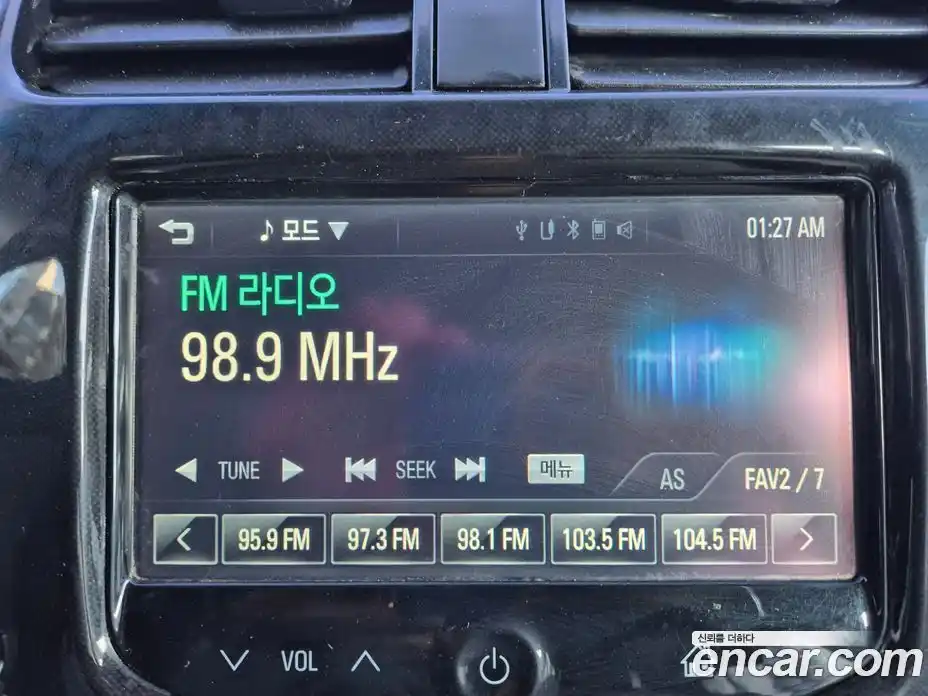 모드 01:27 AM
FM 라디오
98.9 MHz
TUNE SEEK 메뉴 AS FAV2 / 7
95.9 FM 97.3 FM 98.1 FM 103.5 FM 104.5 FM
VOL
신뢰를 더하다
encar.com